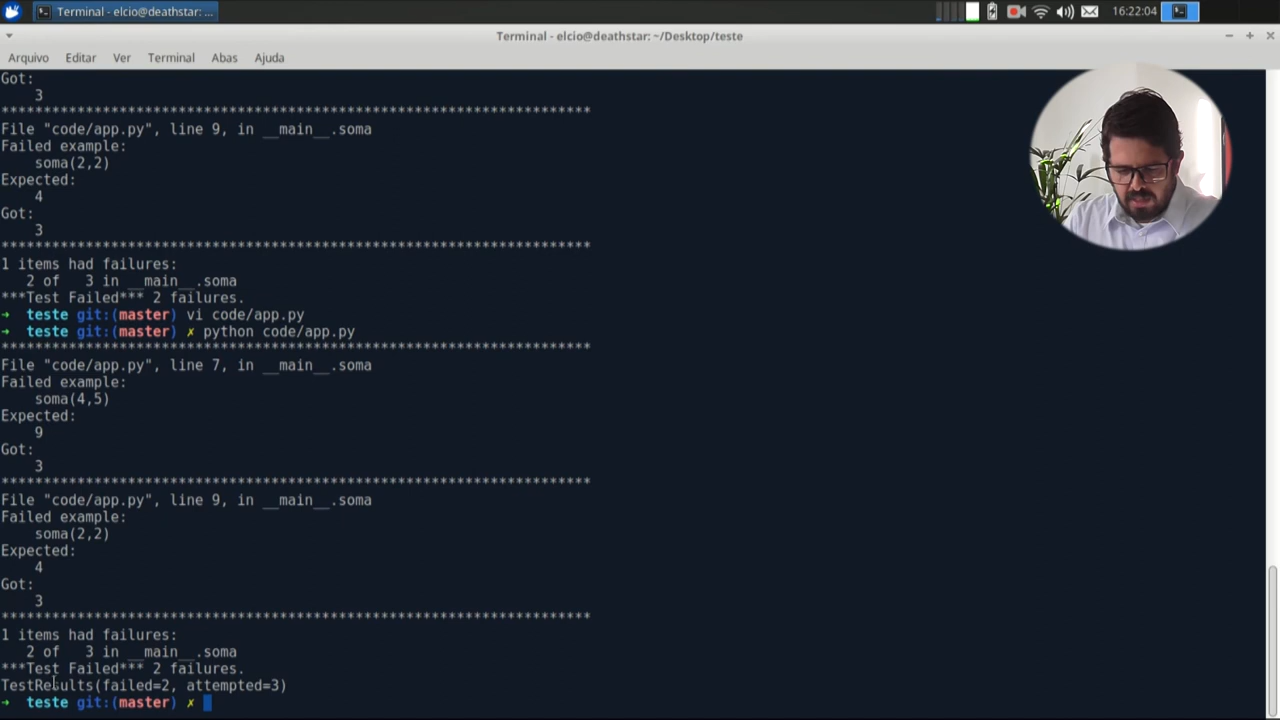 Terminal - elcio@deathstar: ...
16:22:04
Terminal - elcio@deathstar: ~/Desktop/teste
Arquivo Editar Ver Terminal Abas Ajuda
Got:
3
**********************************************************************
File "code/app.py", line 9, in __main__.soma
Failed example:
soma(2,2)
Expected:
4
Got:
3
**********************************************************************
1 items had failures:
2 of 3 in __main__.soma
***Test Failed*** 2 failures.
→ teste git:(master) vi code/app.py
→ teste git:(master) ✗ python code/app.py
**********************************************************************
File "code/app.py", line 7, in __main__.soma
Failed example:
soma(4,5)
Expected:
9
Got:
3
**********************************************************************
File "code/app.py", line 9, in __main__.soma
Failed example:
soma(2,2)
Expected:
4
Got:
3
**********************************************************************
1 items had failures:
2 of 3 in __main__.soma
***Test Failed*** 2 failures.
TestResults(failed=2, attempted=3)
→ teste git:(master) ✗